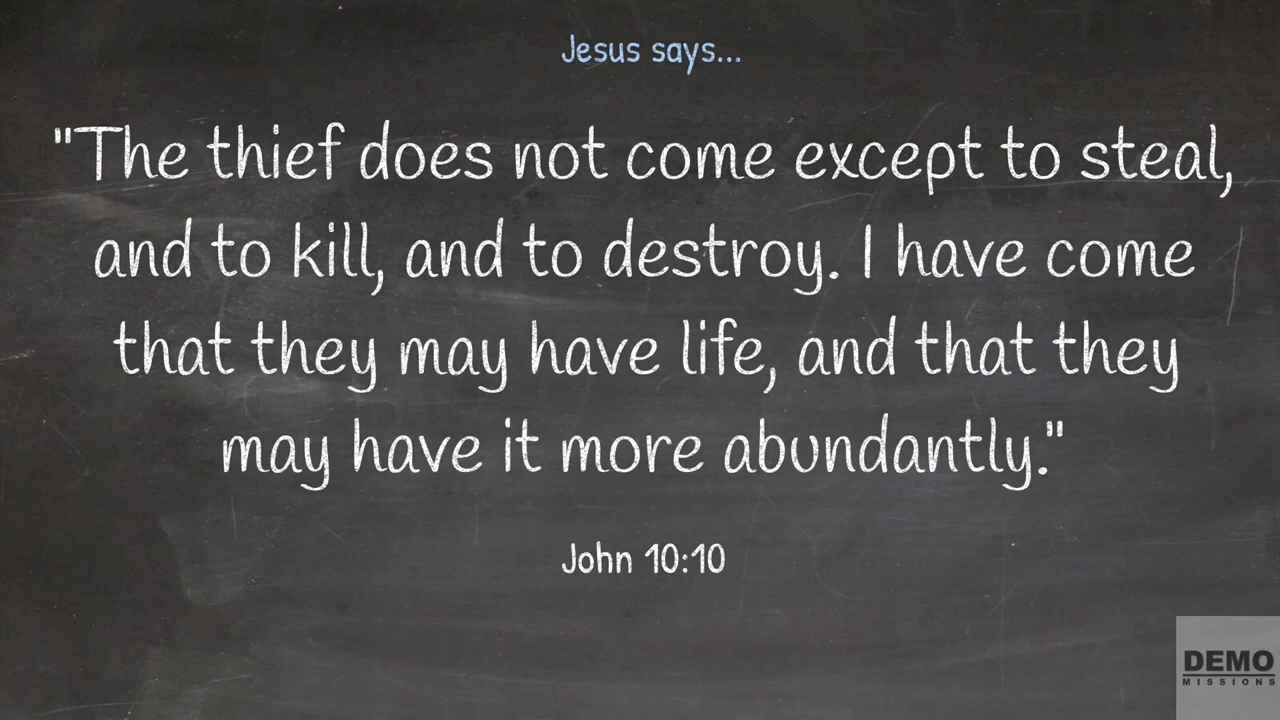 Jesus says...
"The thief does not come except to steal,
and to kill, and to destroy. I have come
that they may have life, and that they
may have it more abundantly."
John 10:10
DEMO
MISSIONS